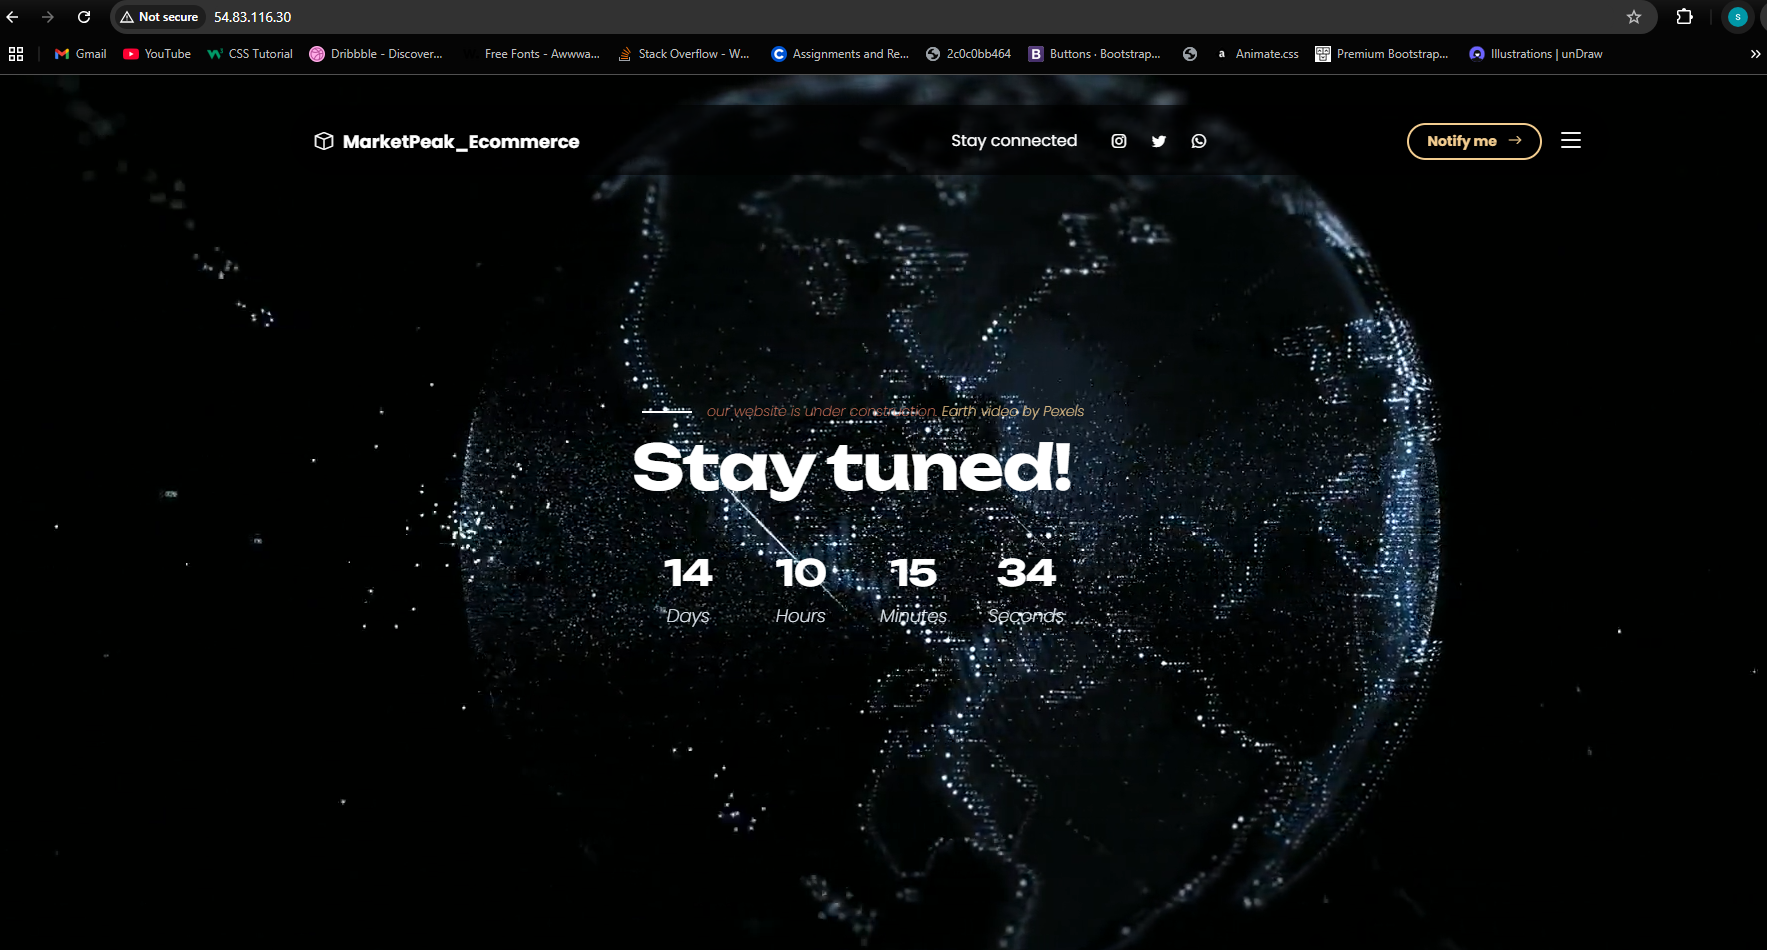 Not secure 54.83.116.30
Gmail YouTube CSS Tutorial Dribbble - Discover... Free Fonts - Awwwa... Stack Overflow - W... Assignments and Re... 2c0c0bb464 Buttons · Bootstrap... Animate.css Premium Bootstrap... Illustrations | unDraw
MarketPeak_Ecommerce Stay connected Notify me
our website is under construction. Earth video by Pexels
Stay tuned!
14 10 15 34
Days Hours Minutes Seconds